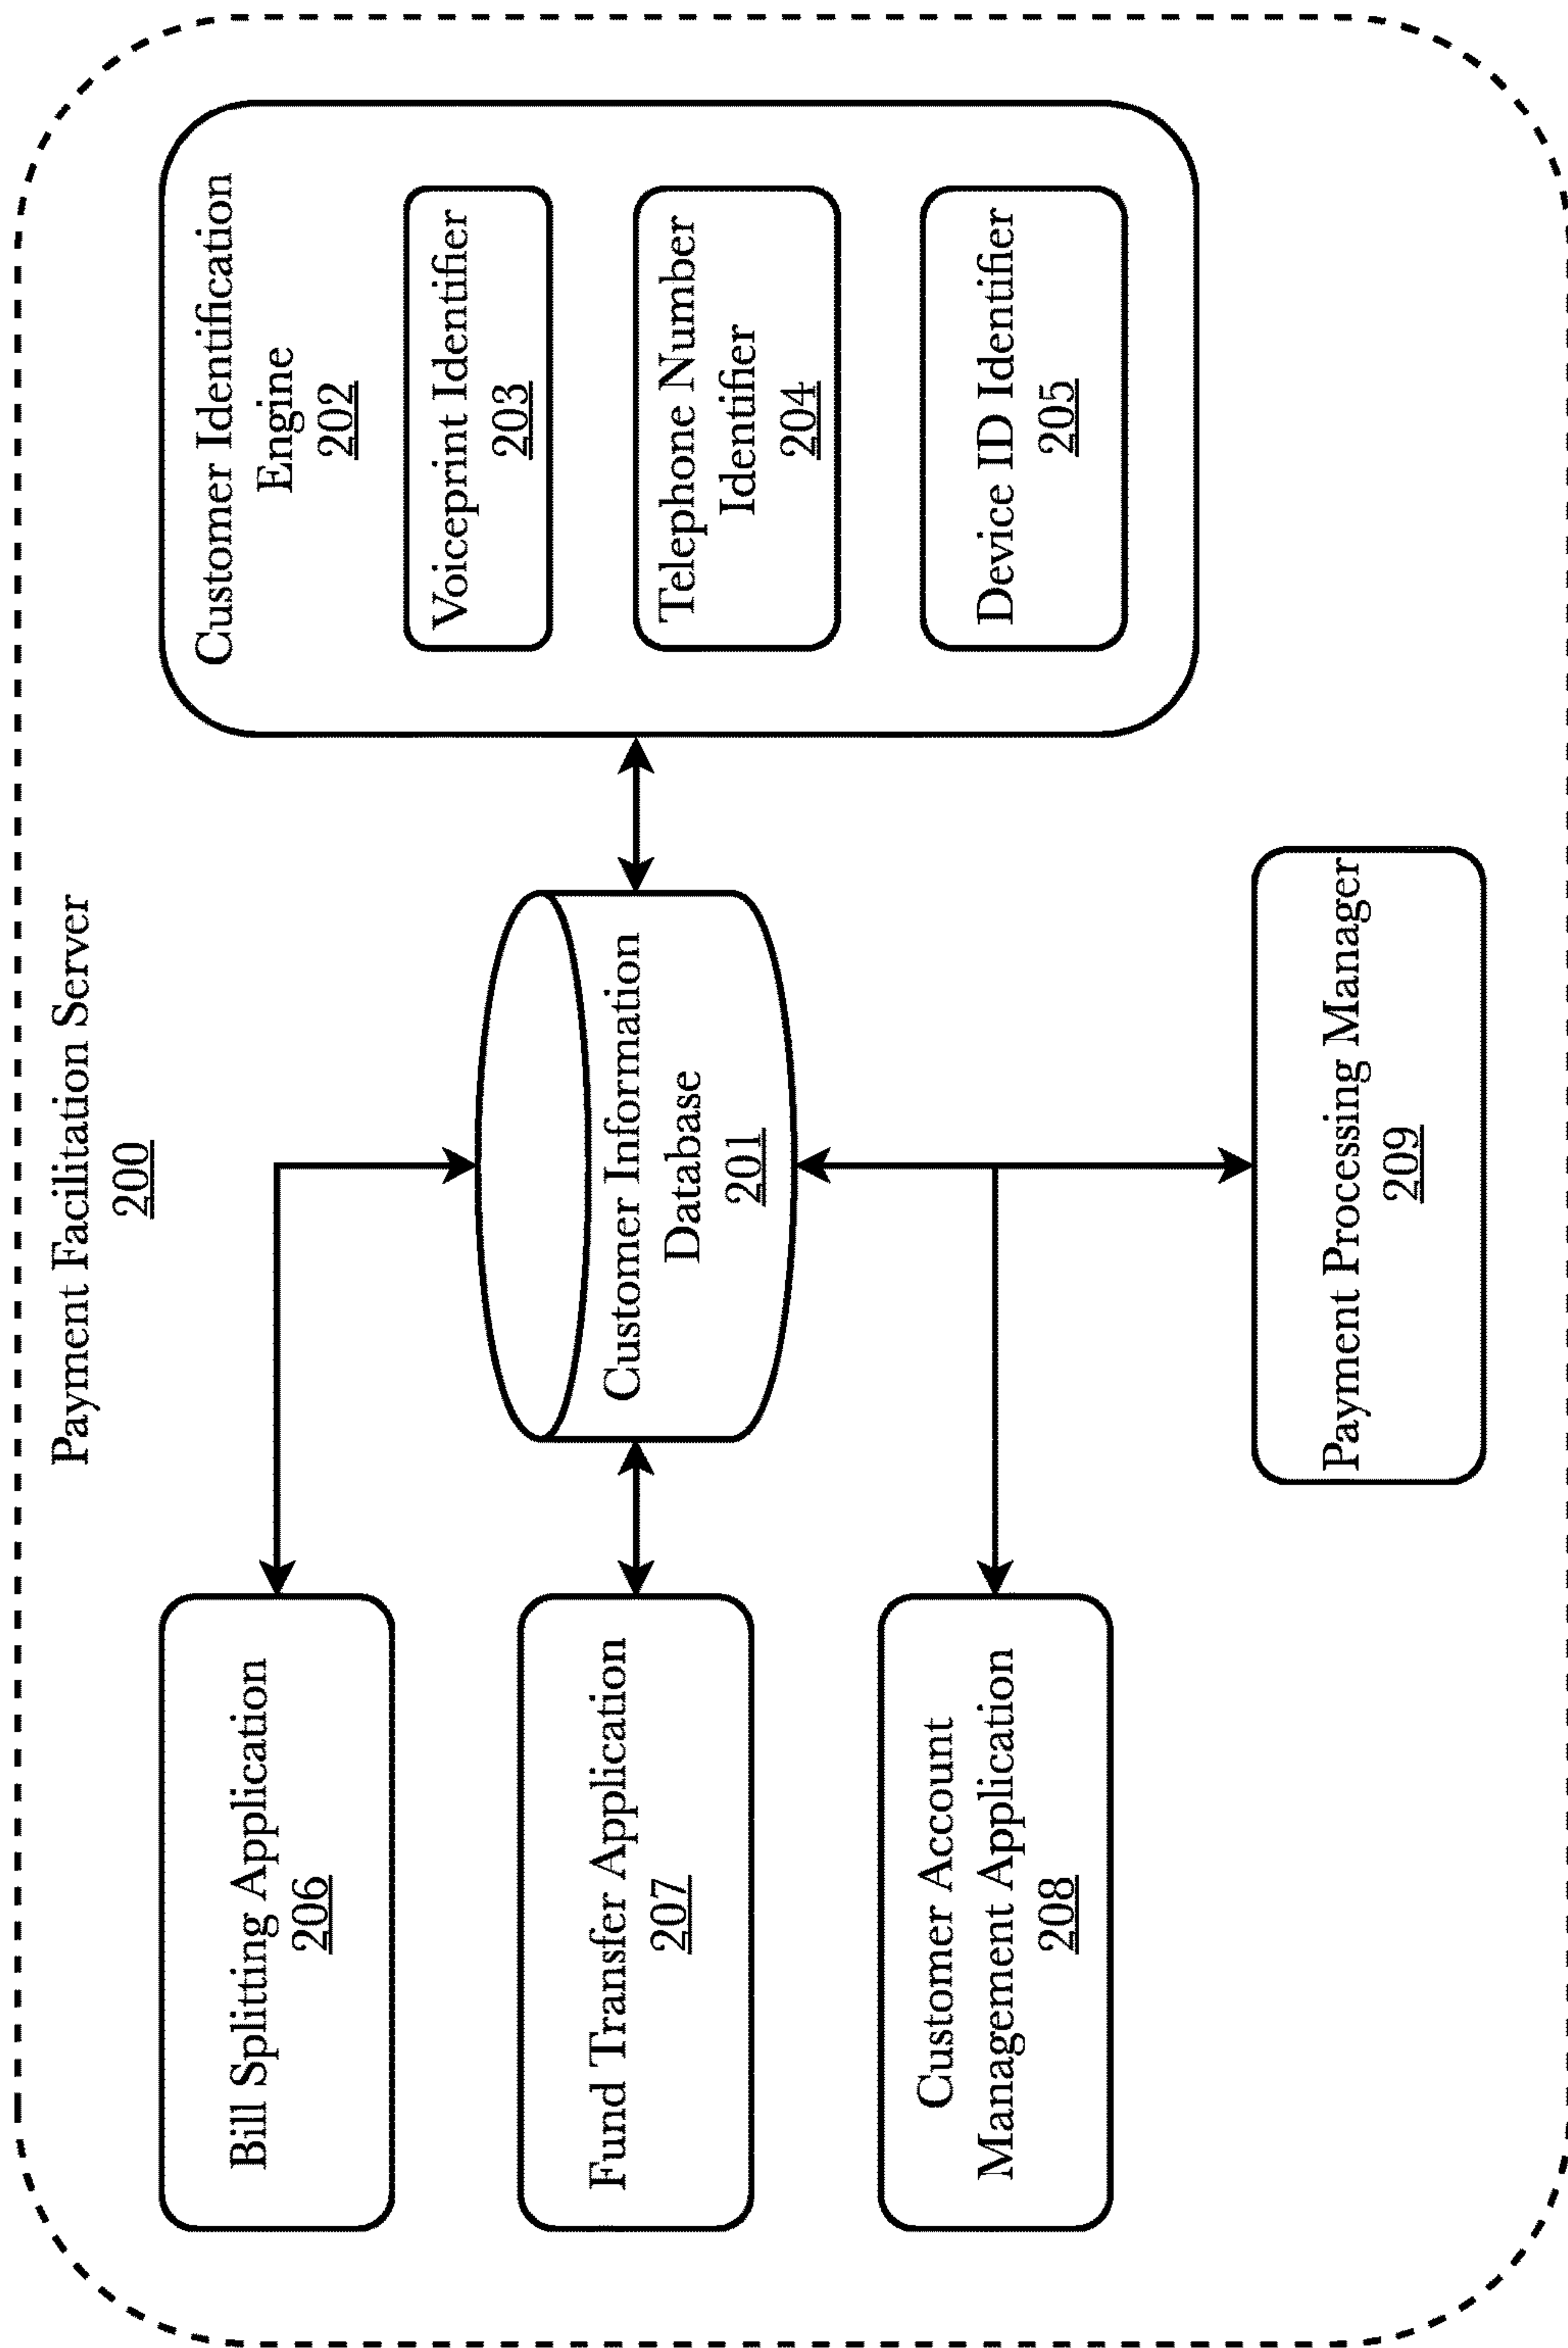 Payment Facilitation Server
200
Bill Splitting Application
206
Fund Transfer Application
207
Customer Account
Management Application
208
Customer Information
Database
201
Customer Identification
Engine
202
Voiceprint Identifier
203
Telephone Number
Identifier
204
Device ID Identifier
205
Payment Processing Manager
209